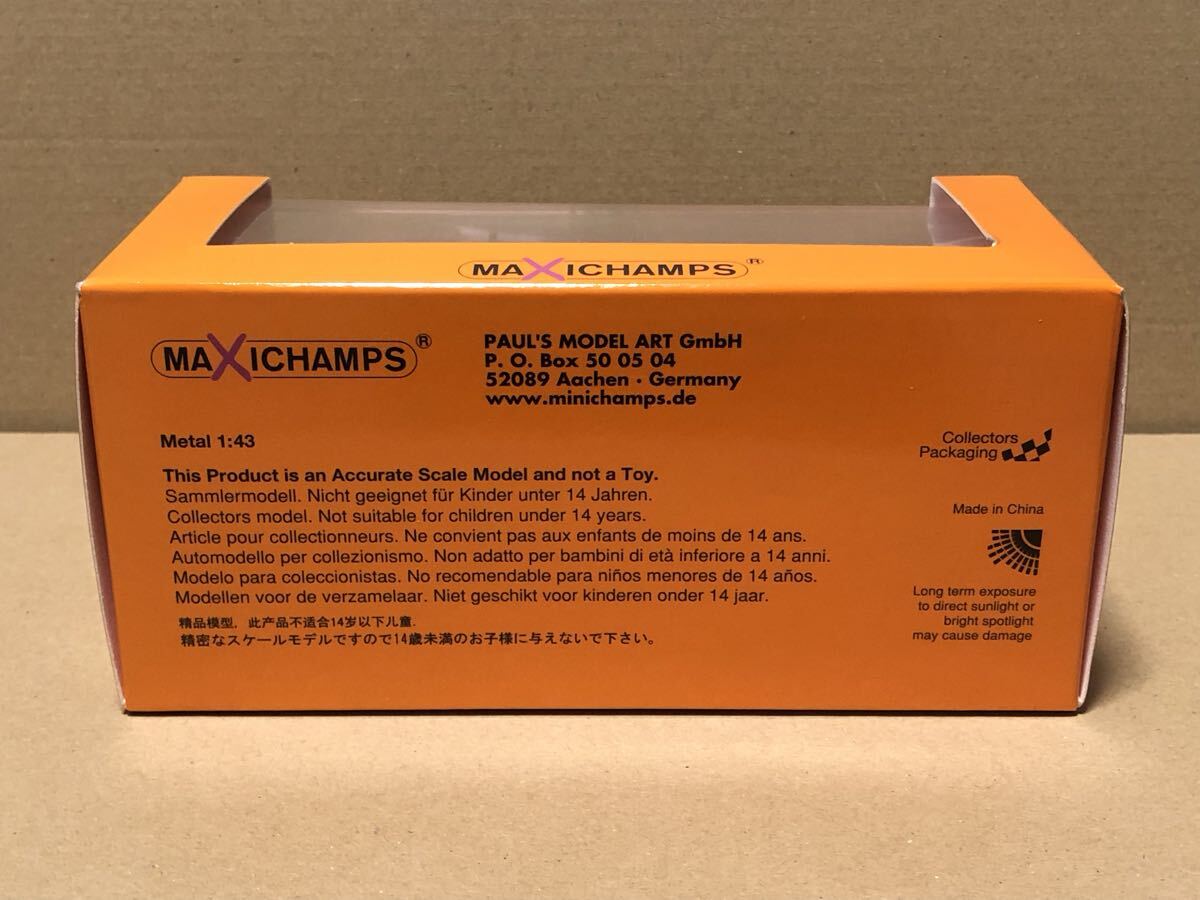 MAXICHAMPS®
MAXICHAMPS®
PAUL'S MODEL ART GmbH
P. O. Box 50 05 04
52089 Aachen · Germany
www.minichamps.de
Metal 1:43
This Product is an Accurate Scale Model and not a Toy.
Sammlermodell. Nicht geeignet für Kinder unter 14 Jahren.
Collectors model. Not suitable for children under 14 years.
Article pour collectionneurs. Ne convient pas aux enfants de moins de 14 ans.
Automodello per collezionismo. Non adatto per bambini di età inferiore a 14 anni.
Modelo para coleccionistas. No recomendable para niños menores de 14 años.
Modellen voor de verzamelaar. Niet geschikt voor kinderen onder 14 jaar.
精品模型, 此产品不适合14岁以下儿童.
精密なスケールモデルですので14歳未満のお子様に与えないで下さい。
Collectors
Packaging
Made in China
Long term exposure
to direct sunlight or
bright spotlight
may cause damage